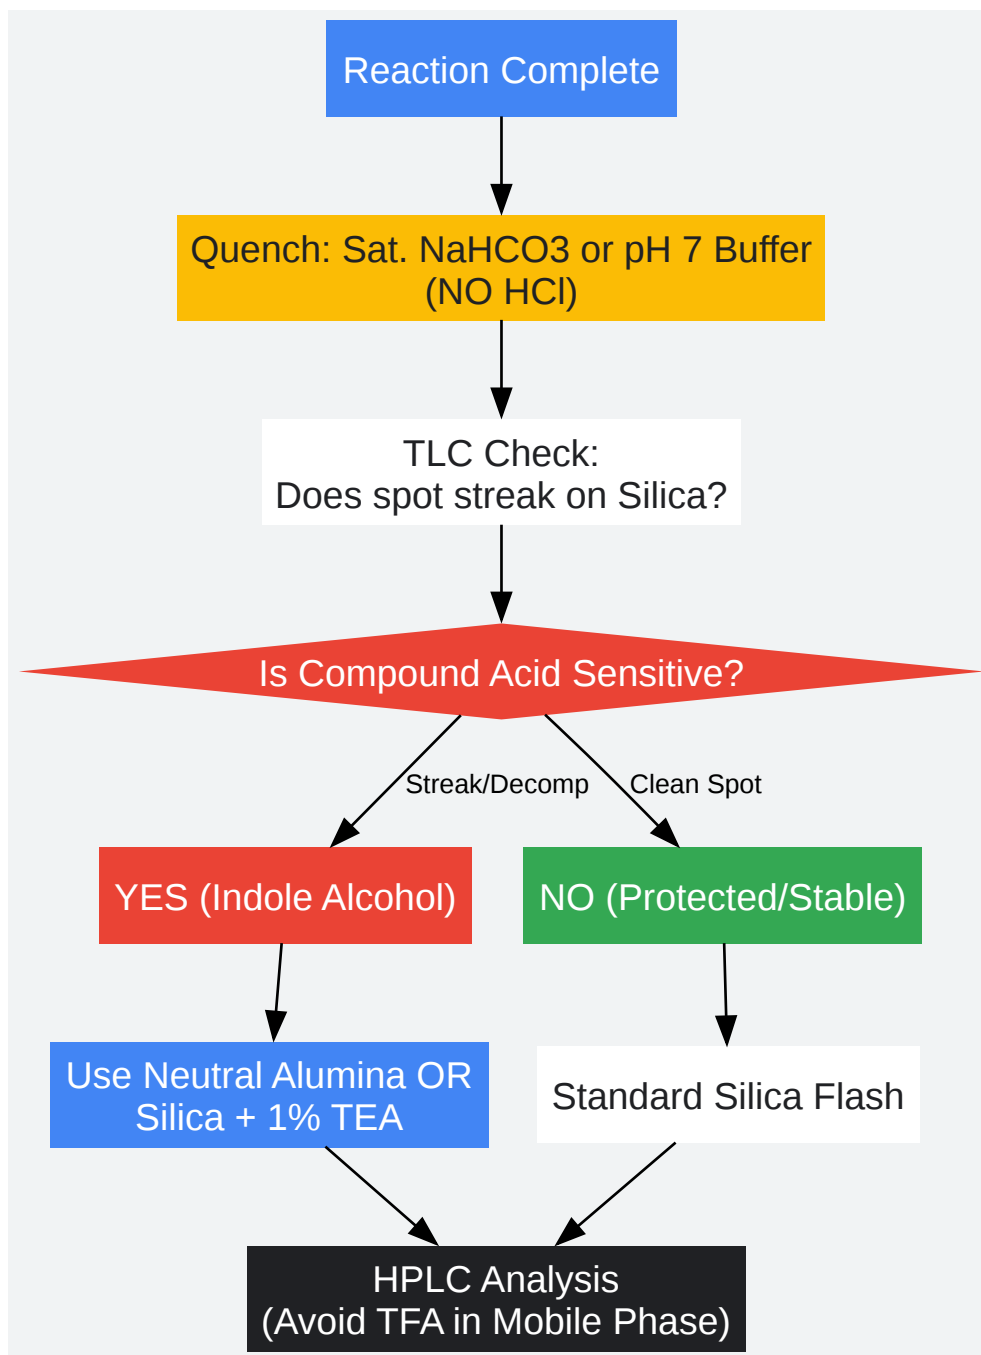 Reaction Complete
Quench: Sat. NaHCO3 or pH 7 Buffer
(NO HCl)
TLC Check:
Does spot streak on Silica?
Is Compound Acid Sensitive?
Streak/Decomp
Clean Spot
YES (Indole Alcohol)
NO (Protected/Stable)
Use Neutral Alumina OR
Silica + 1% TEA
Standard Silica Flash
HPLC Analysis
(Avoid TFA in Mobile Phase)